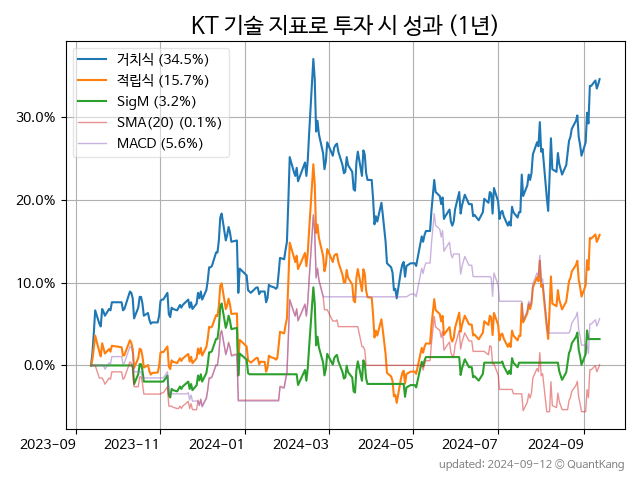 KT 기술 지표로 투자 시 성과 (1년)
거치식 (34.5%)
적립식 (15.7%)
SigM (3.2%)
SMA(20) (0.1%)
MACD (5.6%)
30.0%
20.0%
10.0%
0.0%
2023-09 2023-11 2024-01 2024-03 2024-05 2024-07 2024-09
updated: 2024-09-12 © QuantKang